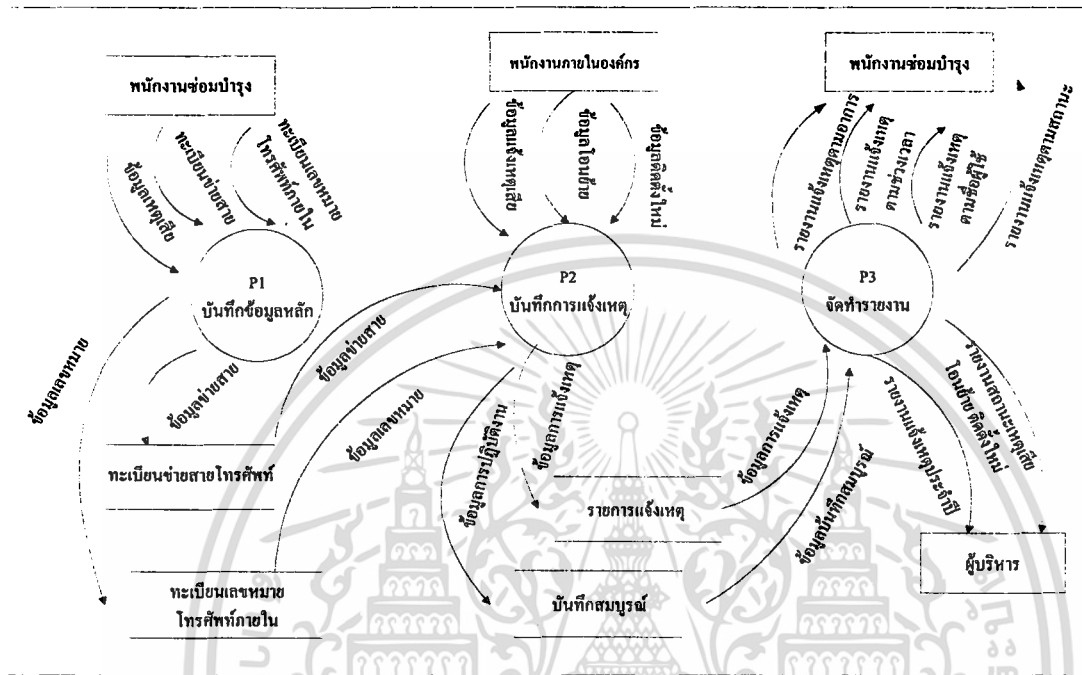 พนักงานซ่อมบำรุง
พนักงานภายในองค์กร
พนักงานซ่อมบำรุง
ข้อมูลเหตุเสีย
ทะเบียนข่ายสาย
ทะเบียนเลขหมาย
โทรศัพท์ภายใน
ข้อมูลแจ้งเหตุเสีย
ข้อมูลโอนย้าย
ข้อมูลติดตั้งใหม่
รายงานแจ้งเหตุตามอาการ
รายงานแจ้งเหตุ
ตามช่วงเวลา
รายงานแจ้งเหตุ
ตามชื่อผู้ใช้
รายงานแจ้งเหตุตามสถานะ
P1
บันทึกข้อมูลหลัก
P2
บันทึกการแจ้งเหตุ
P3
จัดทำรายงาน
ข้อมูลเลขหมาย
ข้อมูลข่ายสาย
ข้อมูลข่ายสาย
ข้อมูลเลขหมาย
ข้อมูลการปฏิบัติงาน
ข้อมูลการแจ้งเหตุ
ข้อมูลการแจ้งเหตุ
ข้อมูลบันทึกสมบูรณ์
รายงานแจ้งเหตุประจำปี
รายงานสถานะเหตุเสีย
โอนย้าย ติดตั้งใหม่
ทะเบียนข่ายสายโทรศัพท์
รายการแจ้งเหตุ
ผู้บริหาร
ทะเบียนเลขหมาย
โทรศัพท์ภายใน
บันทึกสมบูรณ์